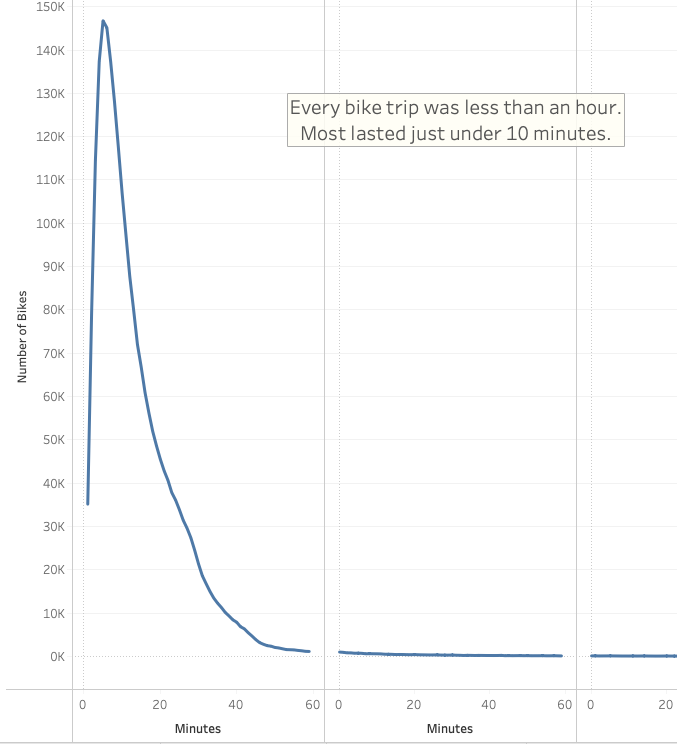 150K
140K
130K
Every bike trip was less than an hour.
Most lasted just under 10 minutes.
120K
110K
100K
90K
80K
70K
60K
50K
40K
30K
20K
10K
0K
Number of Bikes
0 20 40 60 0 20 40 60 0 20
Minutes Minutes